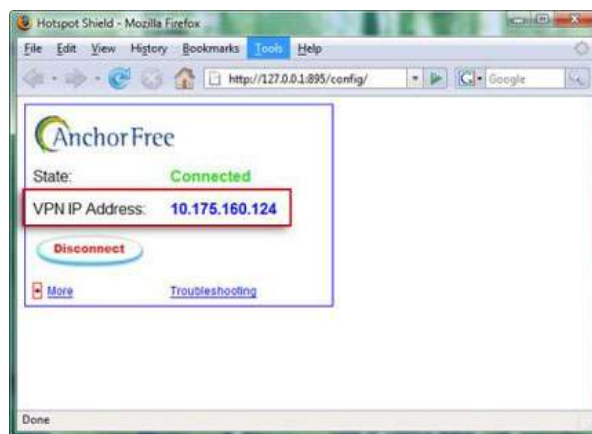 Hotspot Shield - Mozilla Firefox
File Edit View History Bookmarks Tools Help
http://127.0.0.1:895/config/ G Google
AnchorFree
State: Connected
VPN IP Address: 10.175.160.124
Disconnect
More Troubleshooting
Done